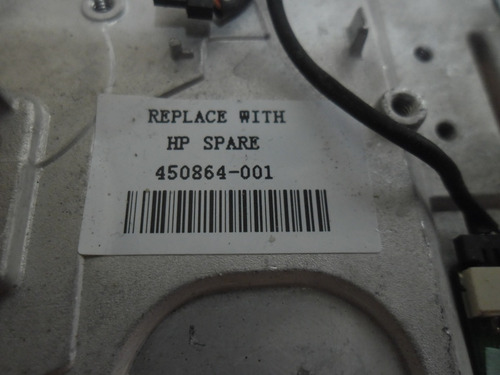 REPLACE WITH
HP SPARE
450864-001